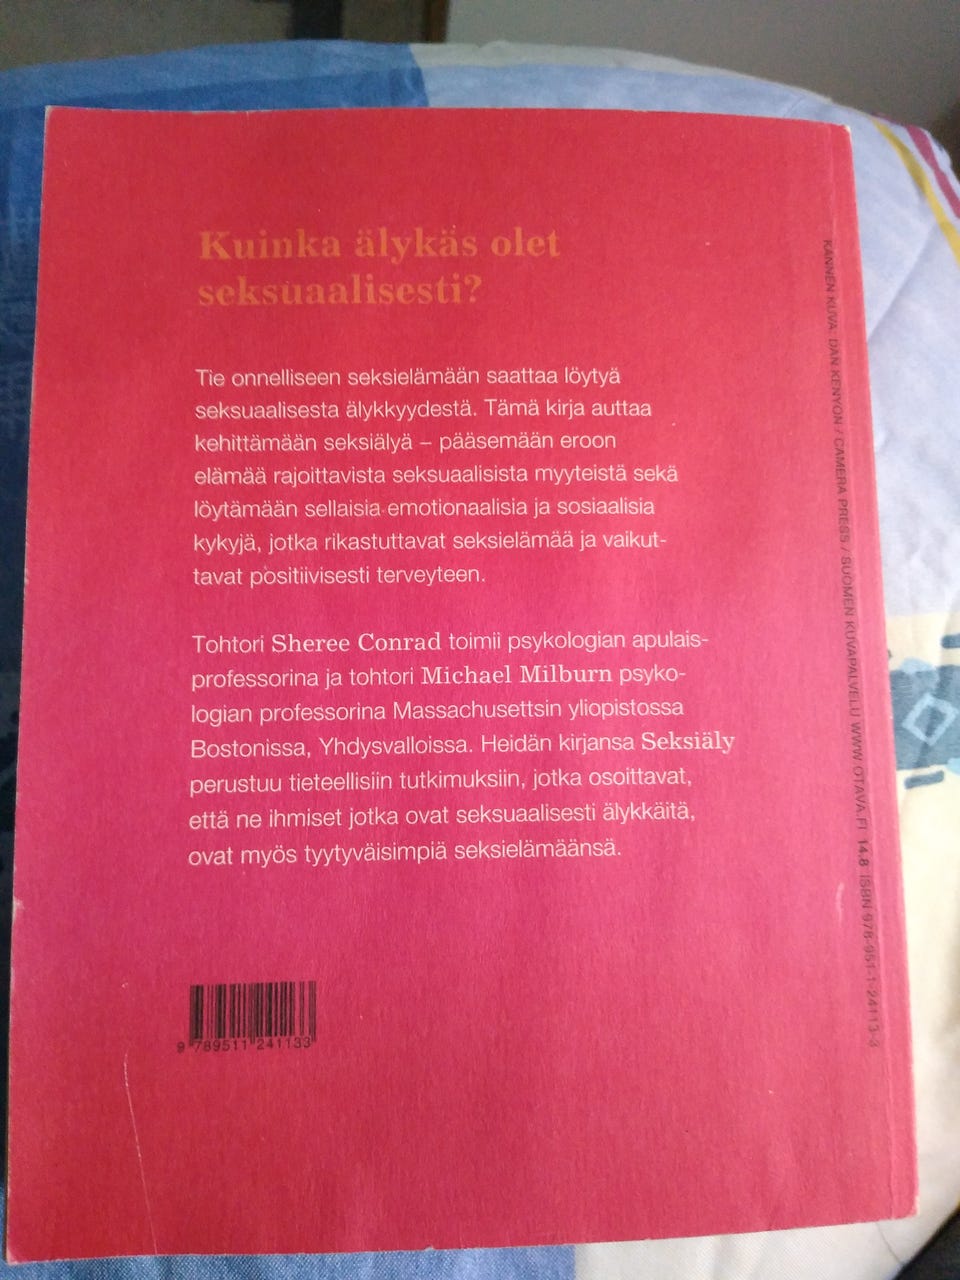 Kuinka älykäs olet
seksuaalisesti?
Tie onnelliseen seksielämään saattaa löytyä
seksuaalisesta älykkyydestä. Tämä kirja auttaa
kehittämään seksiälyä – pääsemään eroon
elämää rajoittavista seksuaalisista myyteistä sekä
löytämään sellaisia emotionaalisia ja sosiaalisia
kykyjä, jotka rikastuttavat seksielämää ja vaikut-
tavat positiivisesti terveyteen.
Tohtori Sheree Conrad toimii psykologian apulais-
professorina ja tohtori Michael Milburn psyko-
logian professorina Massachusettsin yliopistossa
Bostonissa, Yhdysvalloissa. Heidän kirjansa Seksiäly
perustuu tieteellisiin tutkimuksiin, jotka osoittavat,
että ne ihmiset jotka ovat seksuaalisesti älykkäitä,
ovat myös tyytyväisimpiä seksielämäänsä.
9 789511 241133
KANNEN KUVA: DAN KENYON / CAMERA PRESS / SUOMEN KUVAPALVELU WWW.OTAVA.FI 14.8 ISBN 978-951-1-24113-3